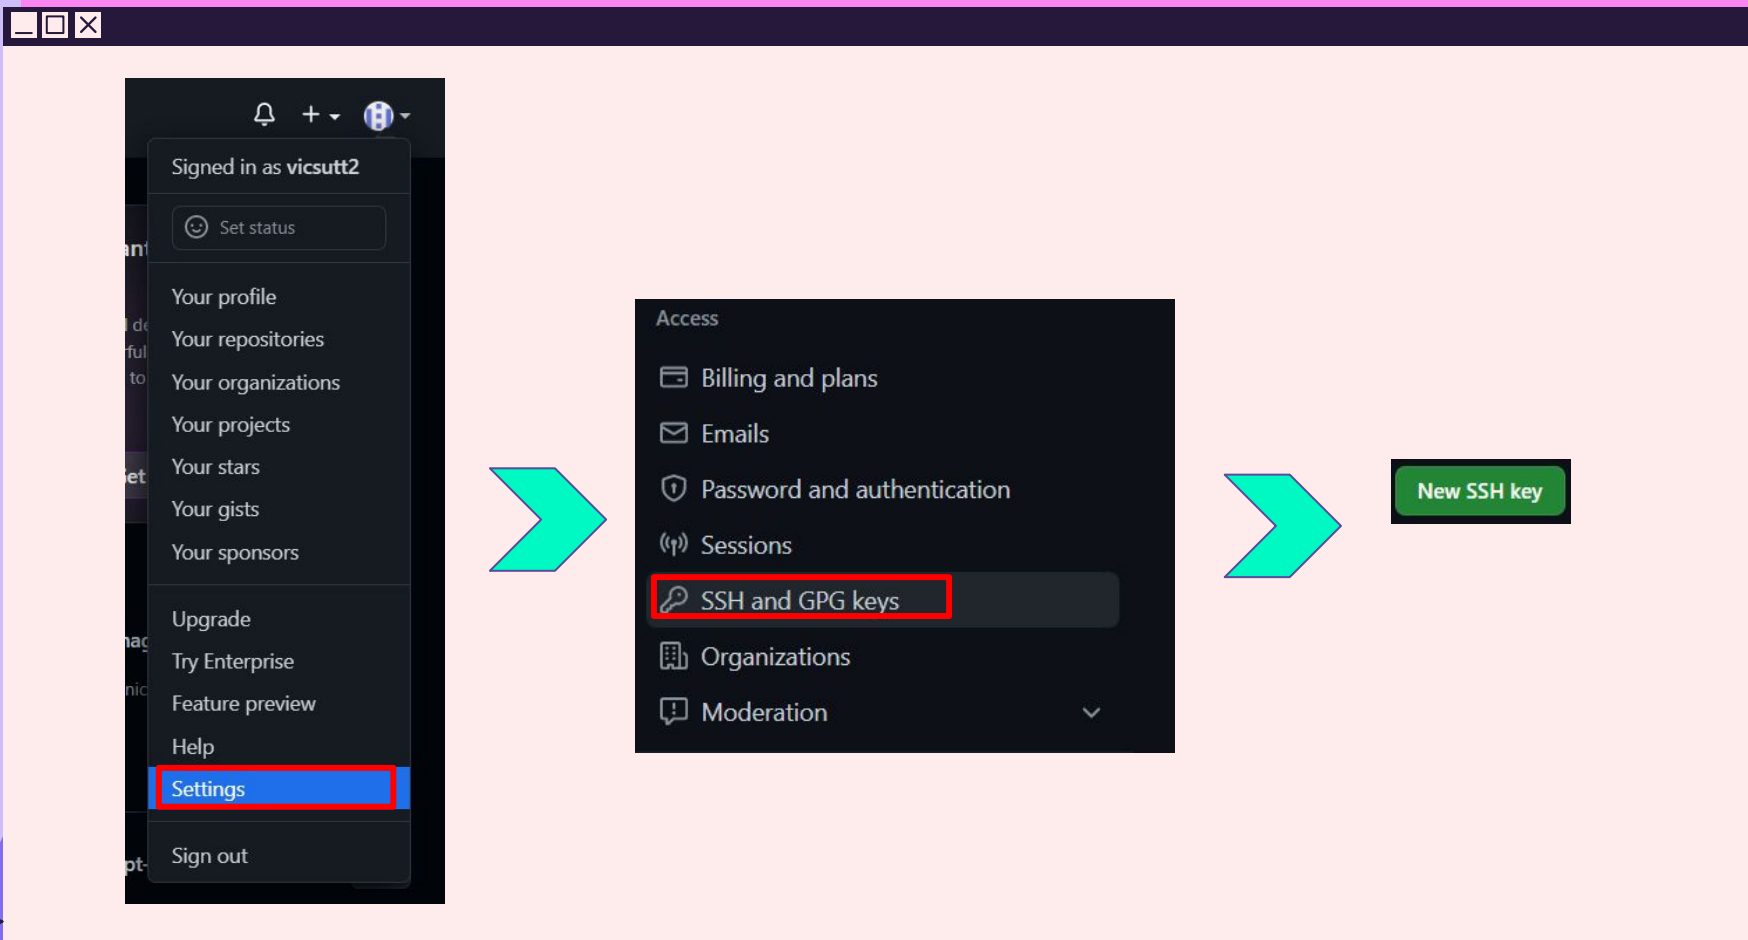 Signed in as vicsutt2
Set status
Your profile
Your repositories
Your organizations
Your projects
Your stars
Your gists
Your sponsors
Upgrade
Try Enterprise
Feature preview
Help
Settings
Sign out
Access
Billing and plans
Emails
Password and authentication
Sessions
SSH and GPG keys
Organizations
Moderation
New SSH key